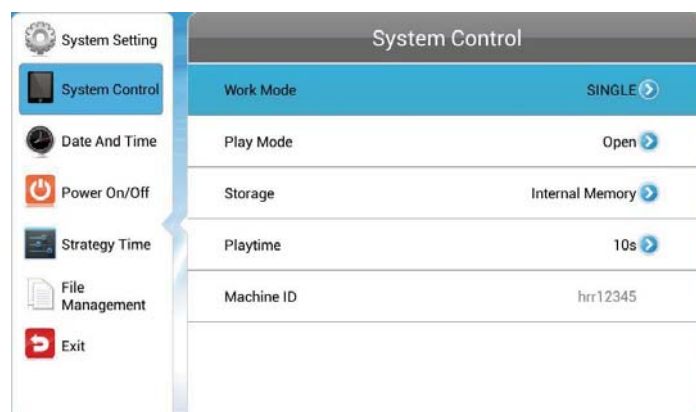 System Setting
System Control
Date And Time
Power On/Off
Strategy Time
File
Management
Exit
System Control
Work Mode SINGLE
Play Mode Open
Storage Internal Memory
Playtime 10s
Machine ID hrr12345